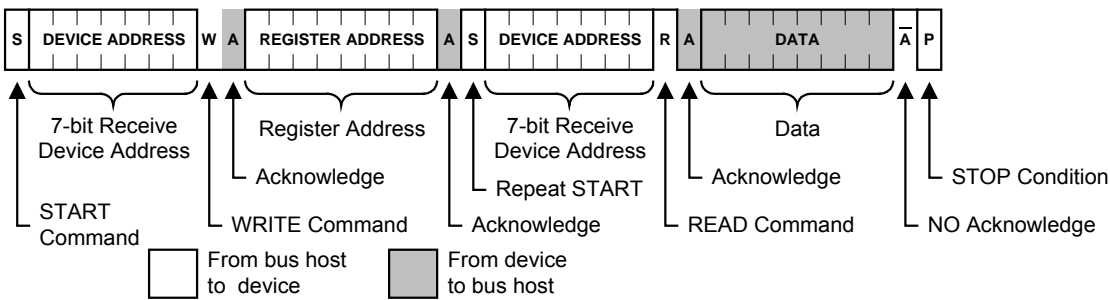 S DEVICE ADDRESS W A REGISTER ADDRESS A S DEVICE ADDRESS R A DATA A̅ P
7-bit Receive
Device Address
Register Address
7-bit Receive
Device Address
Data
Acknowledge
Repeat START
Acknowledge
STOP Condition
START
Command
WRITE Command
Acknowledge
READ Command
NO Acknowledge
From bus host
to device
From device
to bus host